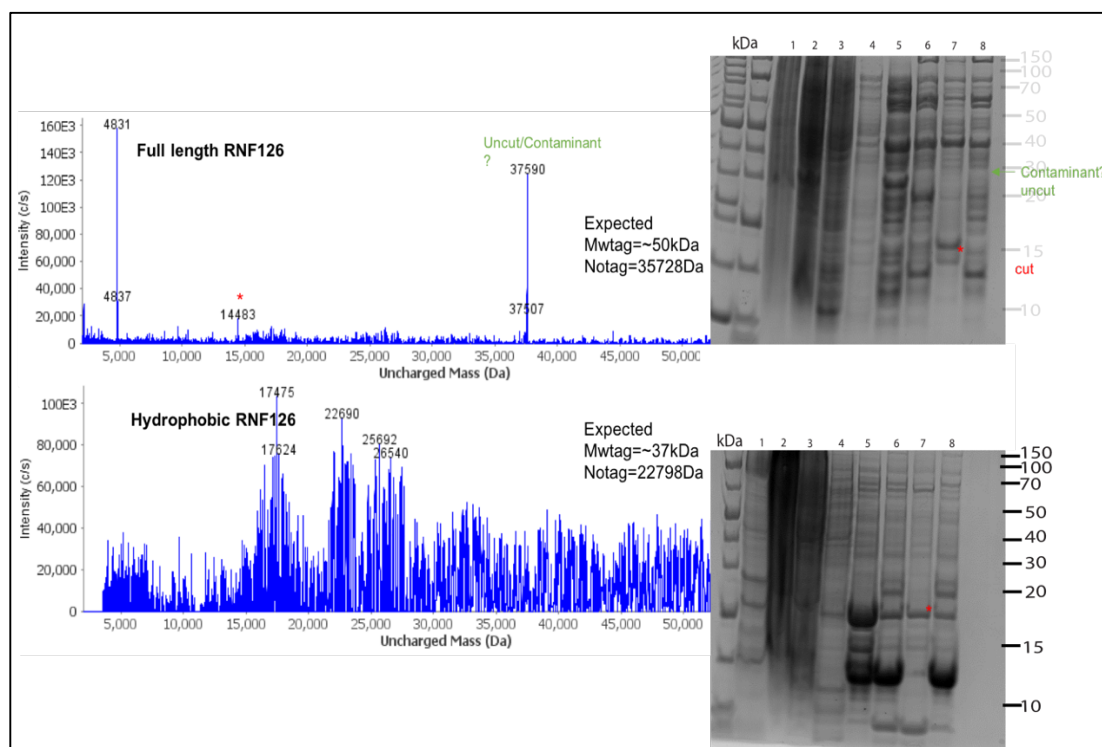 160E3
140E3
120E3
100E3
80,000
60,000
40,000
20,000
0
Intensity (c/s)
4831
4837
Full length RNF126
*
14483
Uncut/Contaminant
?
37590
37507
Expected
Mwtag=~50kDa
Notag=35728Da
5,000 10,000 15,000 20,000 25,000 30,000 35,000 40,000 45,000 50,000
Uncharged Mass (Da)
kDa 1 2 3 4 5 6 7 8
150
100
70
50
40
30
20
15
10
Contaminant?
uncut
*
cut
100E3
80,000
60,000
40,000
20,000
0
Intensity (c/s)
Hydrophobic RNF126
17475
17624
22690
25692
26540
Expected
Mwtag=~37kDa
Notag=22798Da
5,000 10,000 15,000 20,000 25,000 30,000 35,000 40,000 45,000 50,000
Uncharged Mass (Da)
kDa 1 2 3 4 5 6 7 8
150
100
70
50
40
30
20
15
10
*